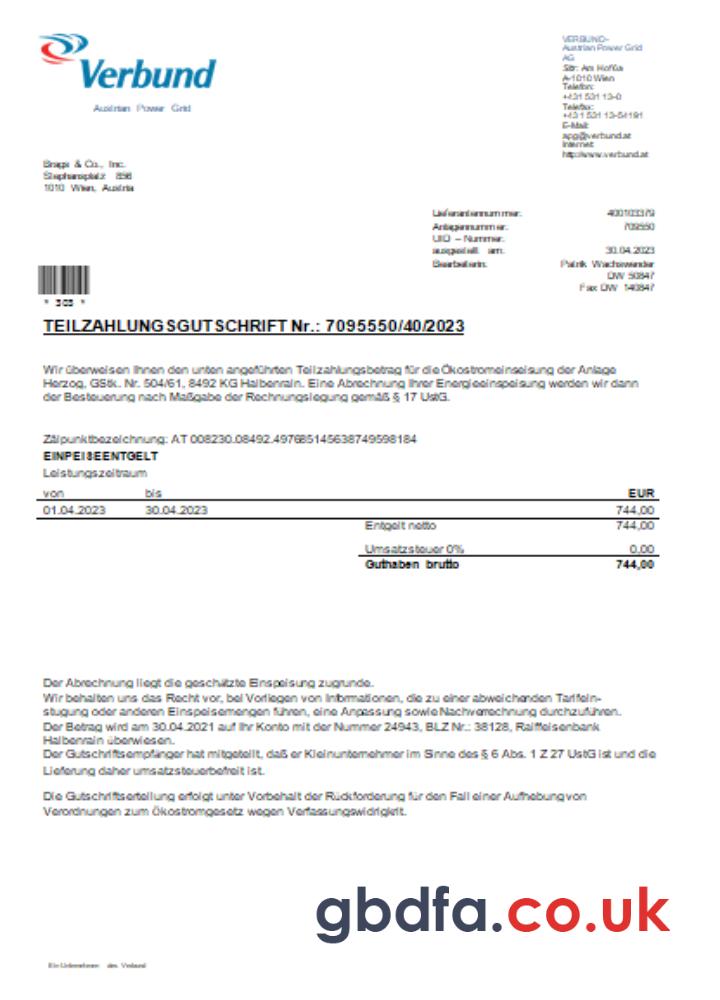 Verbund
Austrian Power Grid
VERBUND-
Austrian Power Grid
AG
Sitz: Am Hof 6a
A-1010 Wien
Telefon:
+43 1 531 13-0
Telefax:
+43 1 531 13-54191
E-Mail:
apg@verbund.at
Internet:
http://www.verbund.at
Brags & Co., Inc.
Stephansplatz 856
1010 Wien, Austria
Lieferantennummer: 400103379
Anlagennummer: 709550
UID – Nummer:
ausgestellt am: 30.04.2023
Bearbeiterin: Patrik Wachswender
DW 50847
Fax DW 140847
* 303 *
TEILZAHLUNGSGUTSCHRIFT Nr.: 7095550/40/2023
Wir überweisen Ihnen den unten angeführten Teilzahlungsbetrag für die Ökostromeinseisung der Anlage
Herzog, GStk. Nr. 504/61, 8492 KG Halbenrain. Eine Abrechnung Ihrer Energieeinspeisung werden wir dann
der Besteuerung nach Maßgabe der Rechnungslegung gemäß § 17 UstG.
Zälpunktbezeichnung: AT 008230.08492.497685145638749598184
EINPEISEENTGELT
Leistungszeitraum
von bis EUR
01.04.2023 30.04.2023 744,00
Entgelt netto 744,00
Umsatzsteuer 0% 0,00
Guthaben brutto 744,00
Der Abrechnung liegt die geschätzte Einspeisung zugrunde.
Wir behalten uns das Recht vor, bei Vorliegen von Informationen, die zu einer abweichenden Tarifein-
stugung oder anderen Einspeisemengen führen, eine Anpassung sowie Nachverrechnung durchzuführen.
Der Betrag wird am 30.04.2021 auf Ihr Konto mit der Nummer 24943, BLZ Nr.: 38128, Raiffeisenbank
Halbenrain überwiesen.
Der Gutschriftsempfänger hat mitgeteilt, daß er Kleinunternehmer im Sinne des § 6 Abs. 1 Z 27 UstG ist und die
Lieferung daher umsatzsteuerbefreit ist.
Die Gutschriftserteilung erfolgt unter Vorbehalt der Rückforderung für den Fall einer Aufhebung von
Verordnungen zum Ökostromgesetz wegen Verfassungswidrigkeit.
gbdfa.co.uk
Ein Unternehmen des Verbund